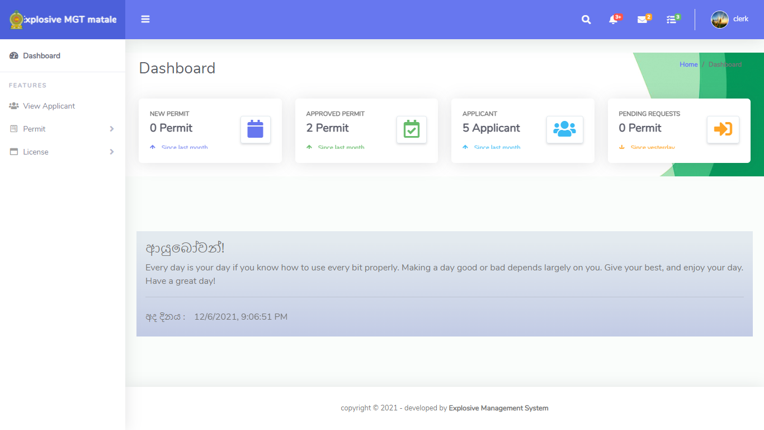 Explosive MGT matale
3+
2
3
clerk
Dashboard
FEATURES
View Applicant
Permit
License
Dashboard
Home / Dashboard
NEW PERMIT
0 Permit
Since last month
APPROVED PERMIT
2 Permit
Since last month
APPLICANT
5 Applicant
Since last month
PENDING REQUESTS
0 Permit
Since yesterday
ආයුබෝවන්!
Every day is your day if you know how to use every bit properly. Making a day good or bad depends largely on you. Give your best, and enjoy your day.
Have a great day!
අද දිනය : 12/6/2021, 9:06:51 PM
copyright © 2021 - developed by Explosive Management System